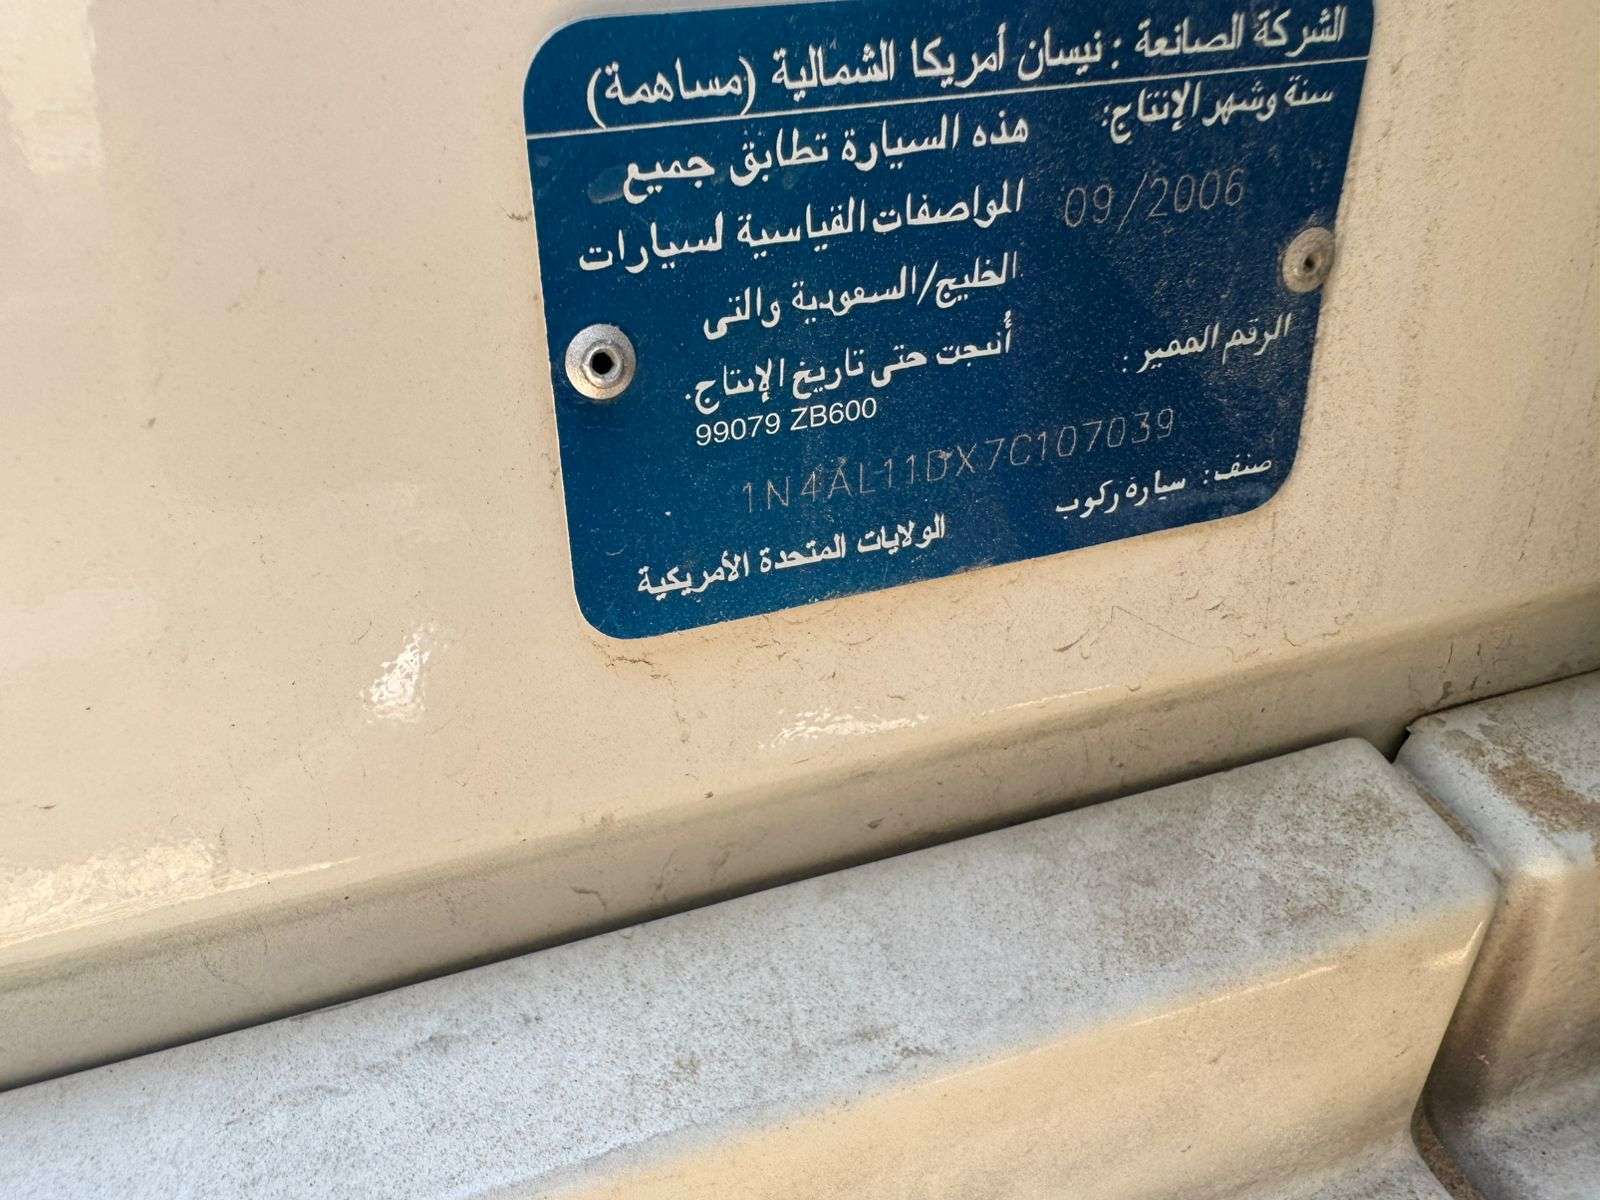 الشركة الصانعة : نيسان أمريكا الشمالية (مساهمة)
سنة وشهر الإنتاج:
09/2006
هذه السيارة تطابق جميع
المواصفات القياسية لسيارات
الخليج/السعودية والتى
أنتجت حتى تاريخ الإنتاج.
99079 ZB600
الرقم المميز :
1N4AL11DX7C107039
صنف: سيارة ركوب
الولايات المتحدة الأمريكية